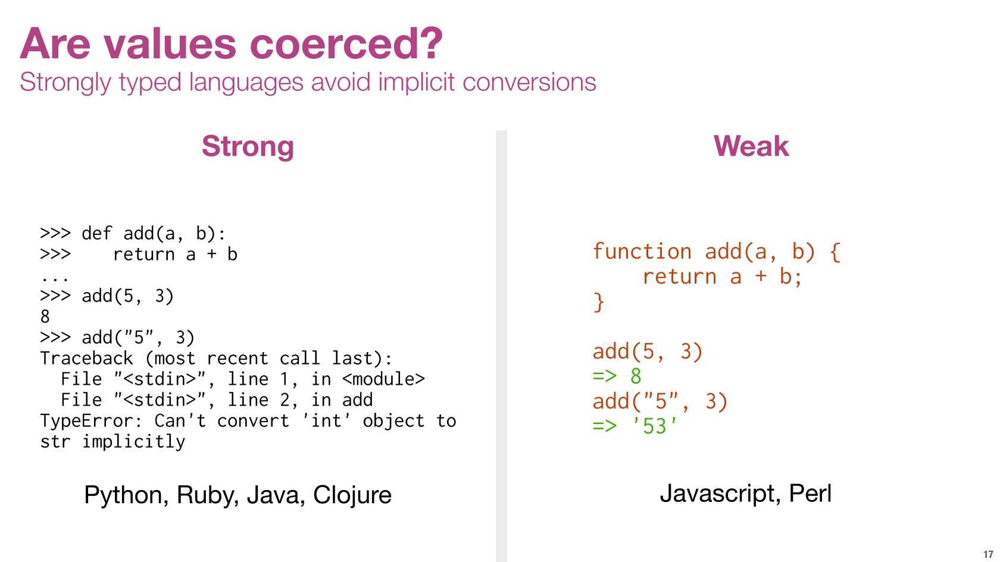 Are values coerced?
Strongly typed languages avoid implicit conversions
Strong
>>> def add(a, b):
>>>    return a + b
...
>>> add(5, 3)
8
>>> add("5", 3)
Traceback (most recent call last):
  File "<stdin>", line 1, in <module>
  File "<stdin>", line 2, in add
TypeError: Can't convert 'int' object to
str implicitly
Python, Ruby, Java, Clojure
Weak
function add(a, b) {
    return a + b;
}
add(5, 3)
=> 8
add("5", 3)
=> '53'
Javascript, Perl
17